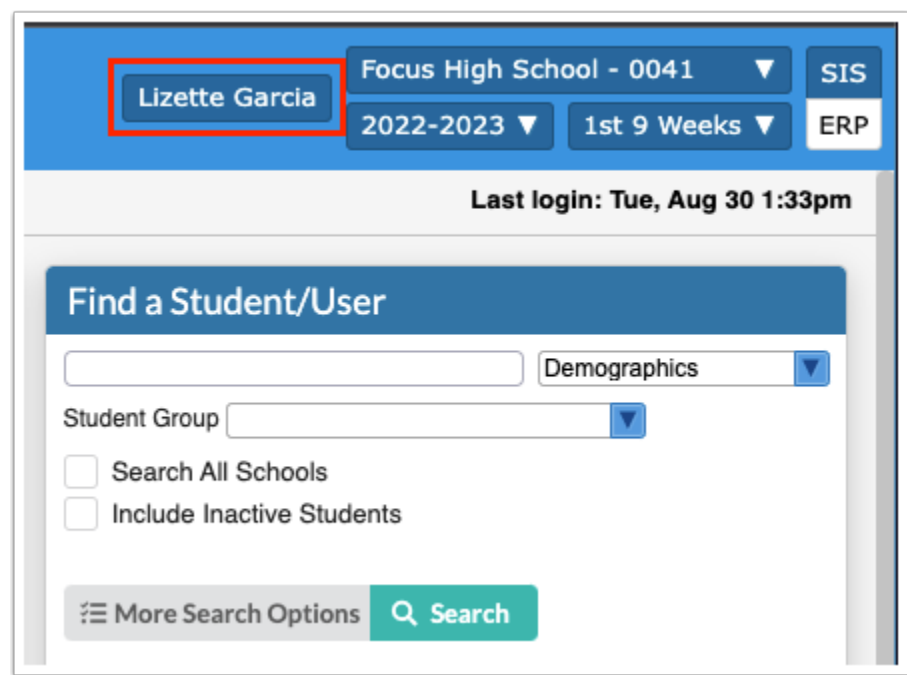 Lizette Garcia
Focus High School - 0041 ▼
SIS
2022-2023 ▼
1st 9 Weeks ▼
ERP
Last login: Tue, Aug 30 1:33pm
Find a Student/User
Demographics ▼
Student Group ▼
Search All Schools
Include Inactive Students
More Search Options
Search